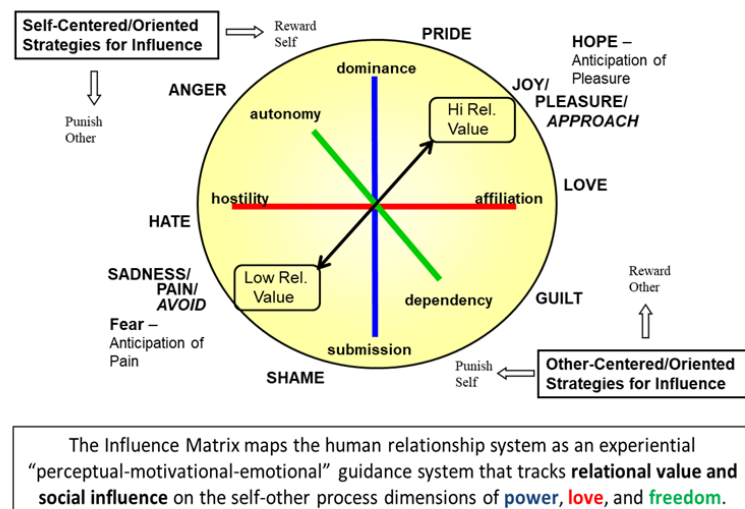 Self-Centered/Oriented
Strategies for Influence
Reward
Self
PRIDE
HOPE –
Anticipation of
Pleasure
dominance
ANGER
JOY/
PLEASURE/
APPROACH
Punish
Other
autonomy
Hi Rel.
Value
hostility
affiliation
LOVE
HATE
SADNESS/
PAIN/
AVOID
Low Rel.
Value
Reward
Other
dependency
GUILT
Fear –
Anticipation of
Pain
submission
SHAME
Punish
Self
Other-Centered/Oriented
Strategies for Influence
The Influence Matrix maps the human relationship system as an experiential
“perceptual-motivational-emotional” guidance system that tracks relational value and
social influence on the self-other process dimensions of power, love, and freedom.